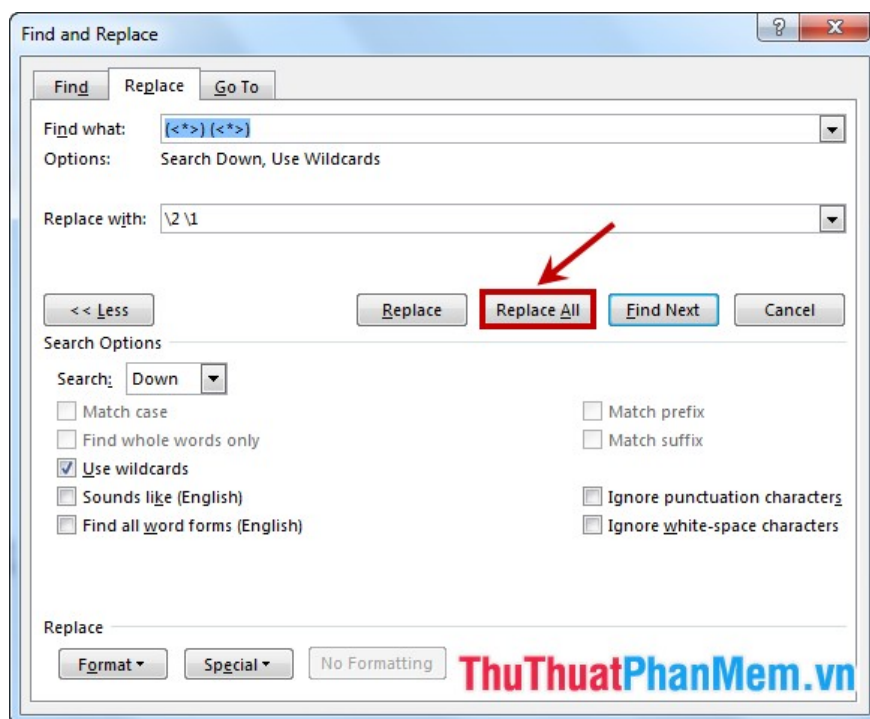 Find and Replace
Find Replace Go To
Find what: (<*>) (<*>)
Options: Search Down, Use Wildcards
Replace with: \2 \1
<< Less Replace Replace All Find Next Cancel
Search Options
Search: Down
Match case Match prefix
Find whole words only Match suffix
Use wildcards
Sounds like (English) Ignore punctuation characters
Find all word forms (English) Ignore white-space characters
Replace
Format Special No Formatting
ThuThuatPhanMem.vn